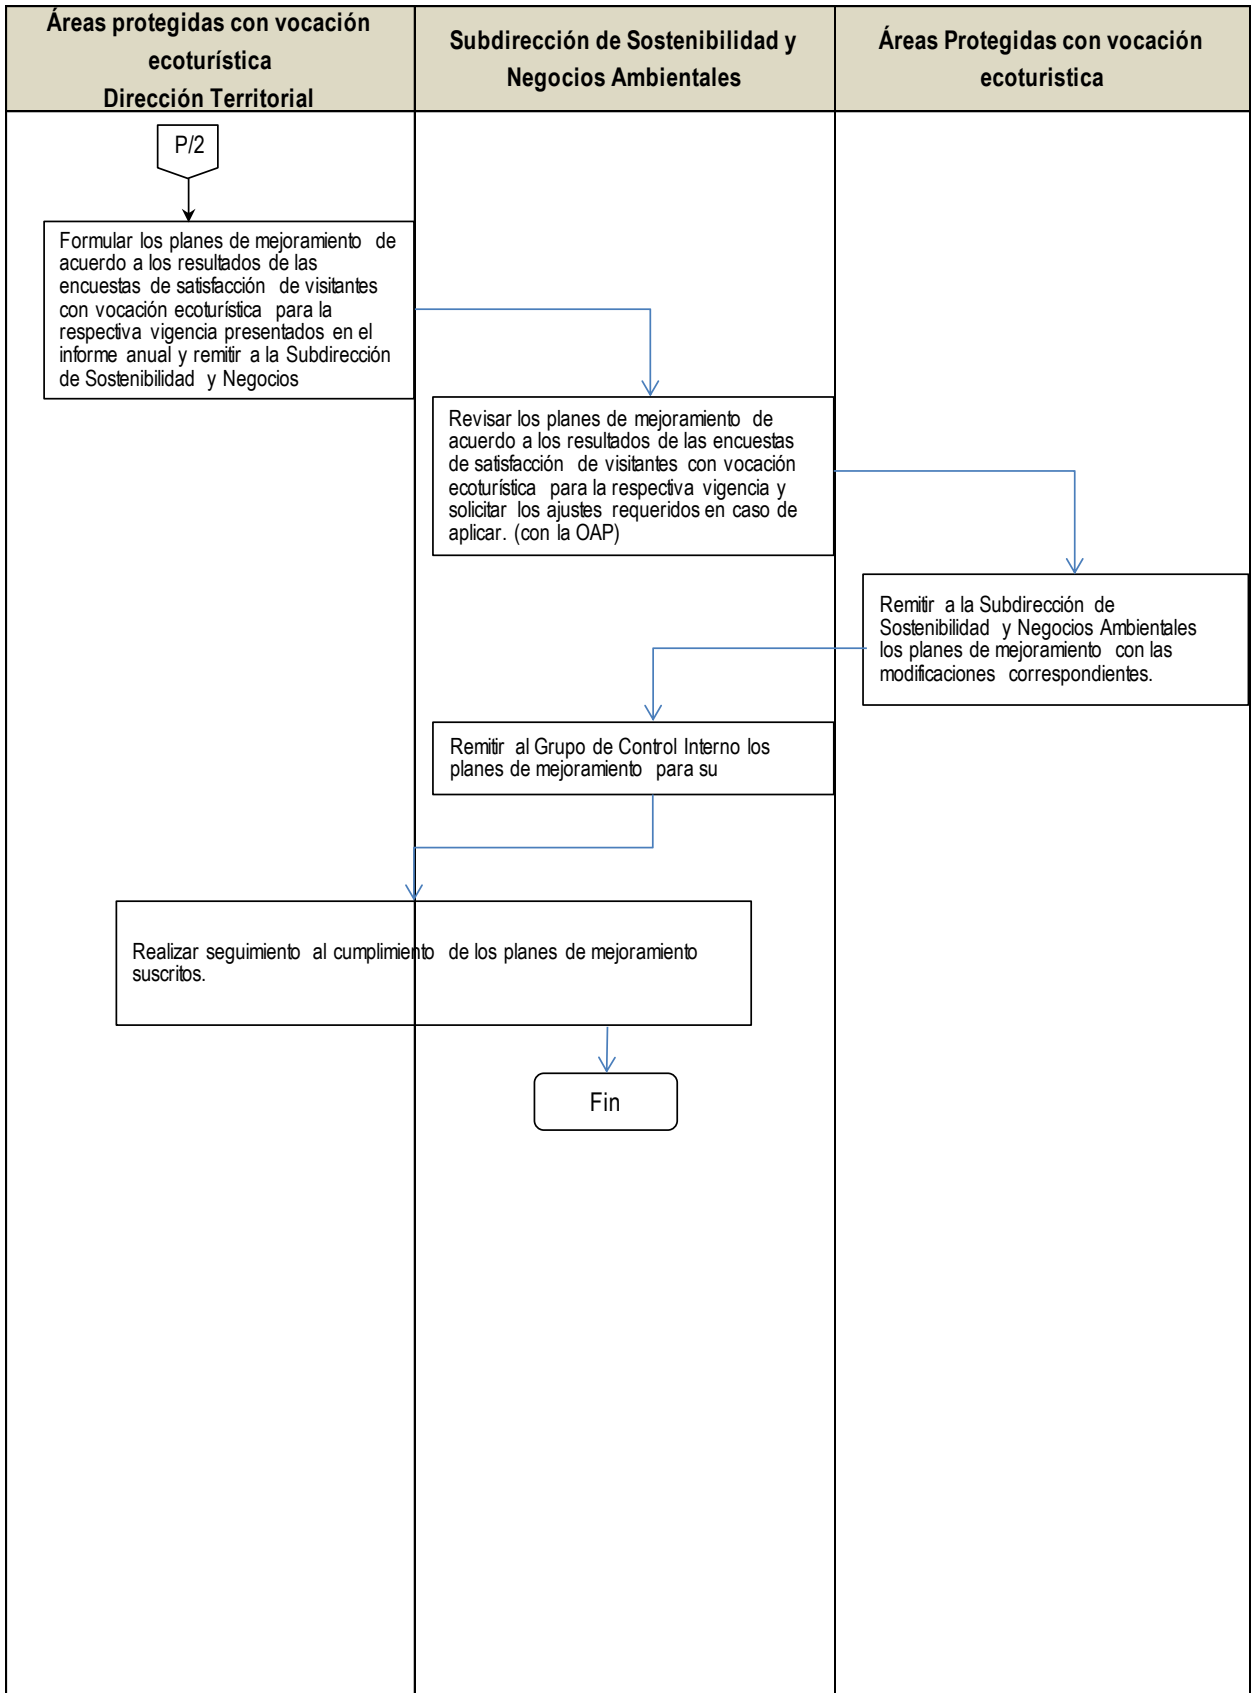 Áreas protegidas con vocación
ecoturística
Dirección Territorial
Subdirección de Sostenibilidad y
Negocios Ambientales
Áreas Protegidas con vocación
ecoturistica
P/2
Formular los planes de mejoramiento de
acuerdo a los resultados de las
encuestas de satisfacción de visitantes
con vocación ecoturística para la
respectiva vigencia presentados en el
informe anual y remitir a la Subdirección
de Sostenibilidad y Negocios
Revisar los planes de mejoramiento de
acuerdo a los resultados de las encuestas
de satisfacción de visitantes con vocación
ecoturística para la respectiva vigencia y
solicitar los ajustes requeridos en caso de
aplicar. (con la OAP)
Remitir a la Subdirección de
Sostenibilidad y Negocios Ambientales
los planes de mejoramiento con las
modificaciones correspondientes.
Remitir al Grupo de Control Interno los
planes de mejoramiento para su
Realizar seguimiento al cumplimiento de los planes de mejoramiento
suscritos.
Fin